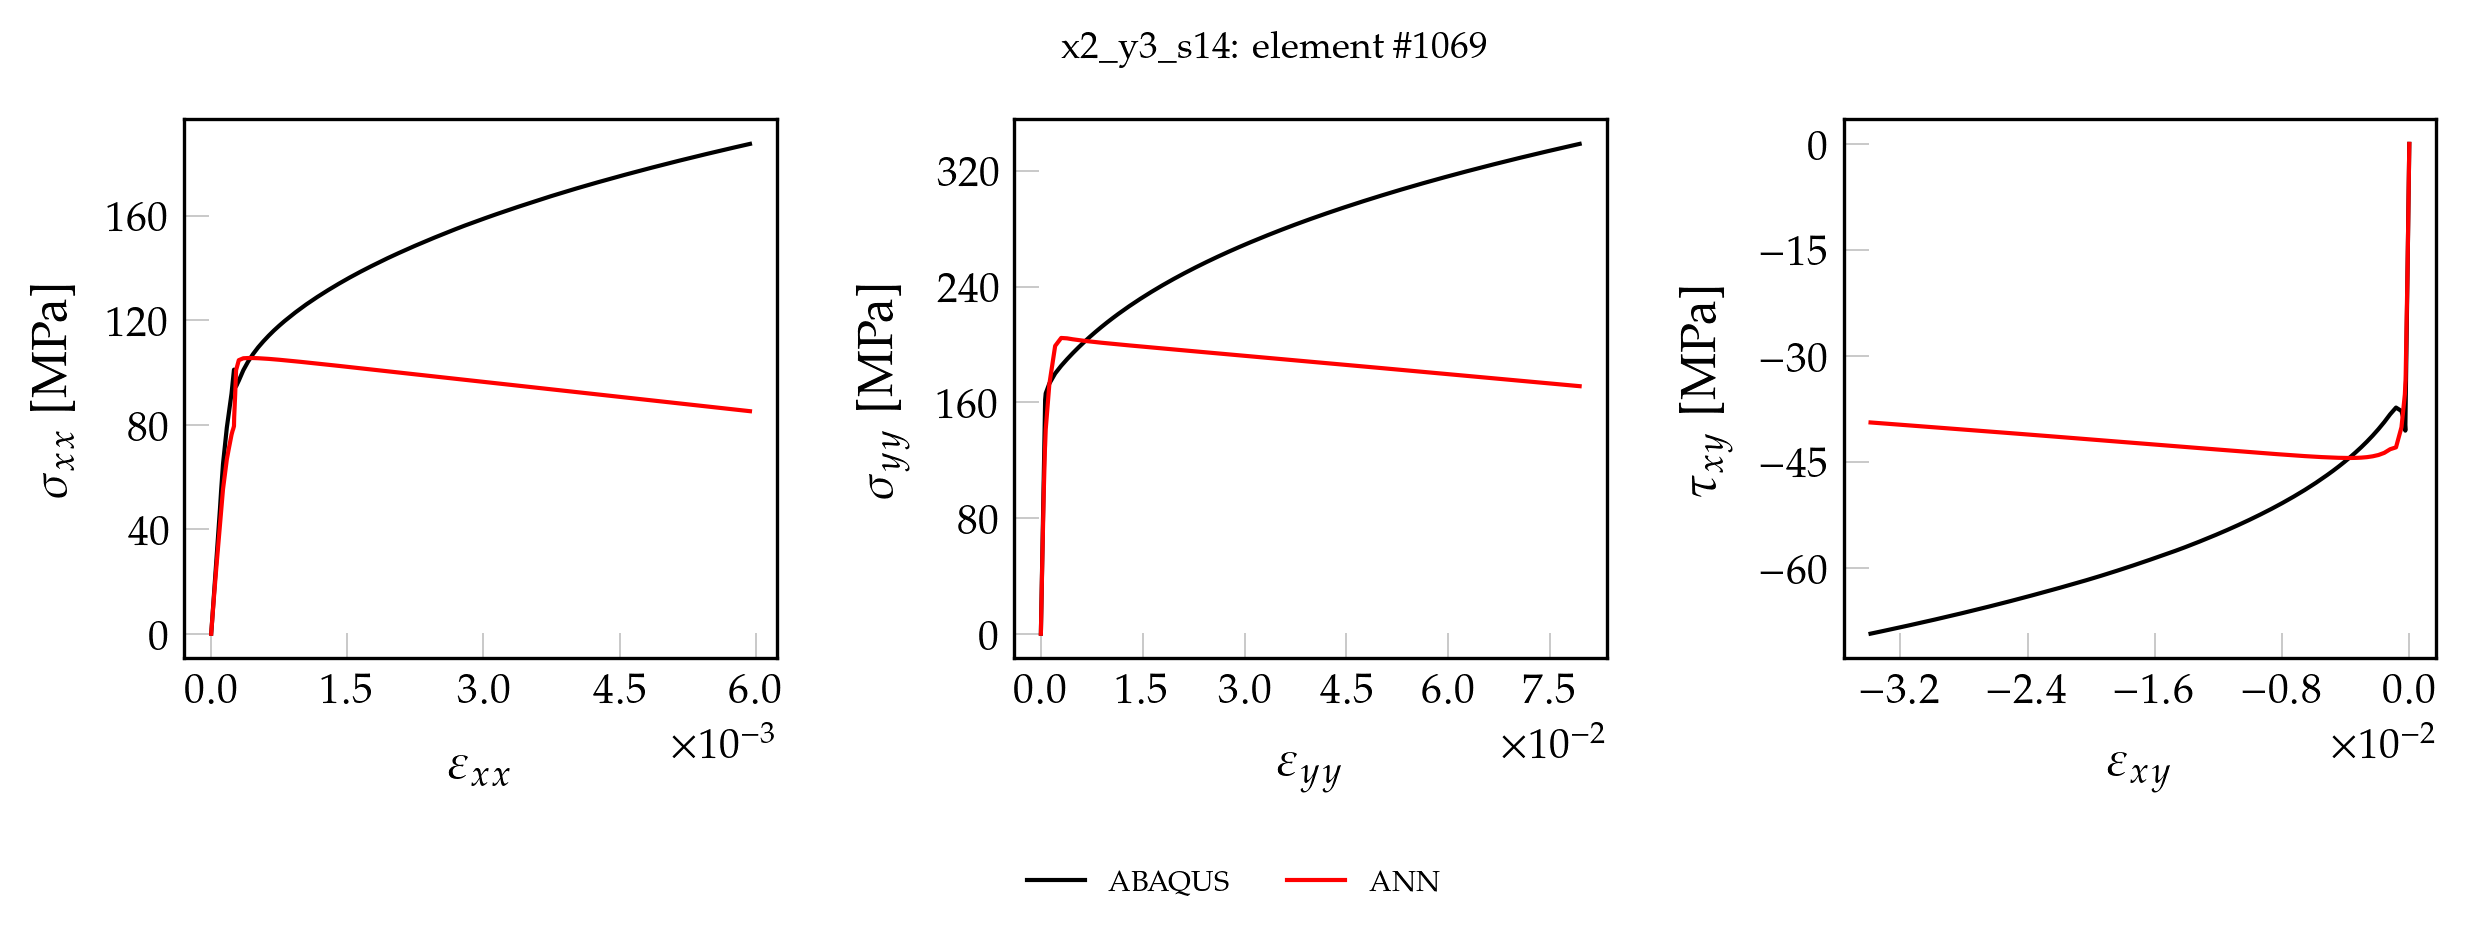 x2_y3_s14: element #1069
σxx [MPa]
160
120
80
40
0
0.0 1.5 3.0 4.5 6.0
×10−3
εxx
σyy [MPa]
320
240
160
80
0
0.0 1.5 3.0 4.5 6.0 7.5
×10−2
εyy
τxy [MPa]
0
−15
−30
−45
−60
−3.2 −2.4 −1.6 −0.8 0.0
×10−2
εxy
ABAQUS ANN